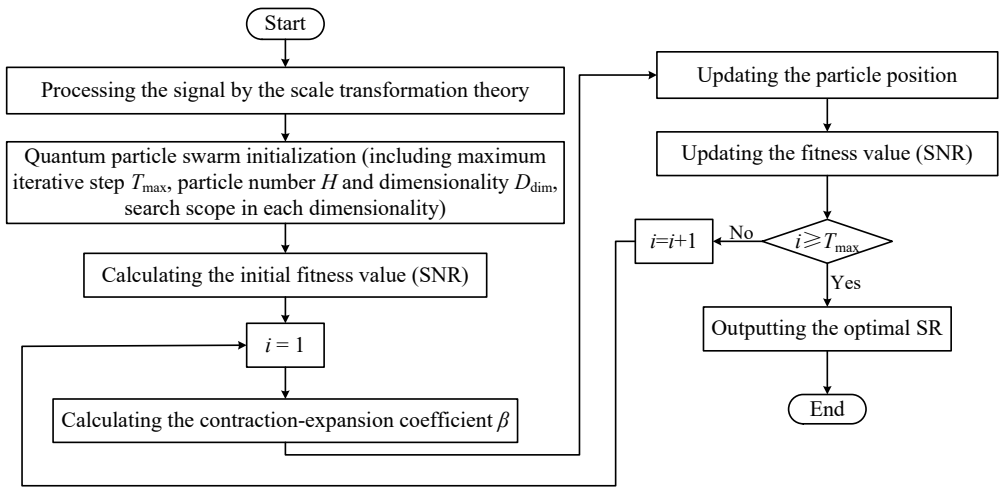 Start
Processing the signal by the scale transformation theory
Quantum particle swarm initialization (including maximum
iterative step Tmax, particle number H and dimensionality Ddim,
search scope in each dimensionality)
Calculating the initial fitness value (SNR)
i = 1
Calculating the contraction-expansion coefficient β
Updating the particle position
Updating the fitness value (SNR)
i⩾Tmax
No
i=i+1
Yes
Outputting the optimal SR
End